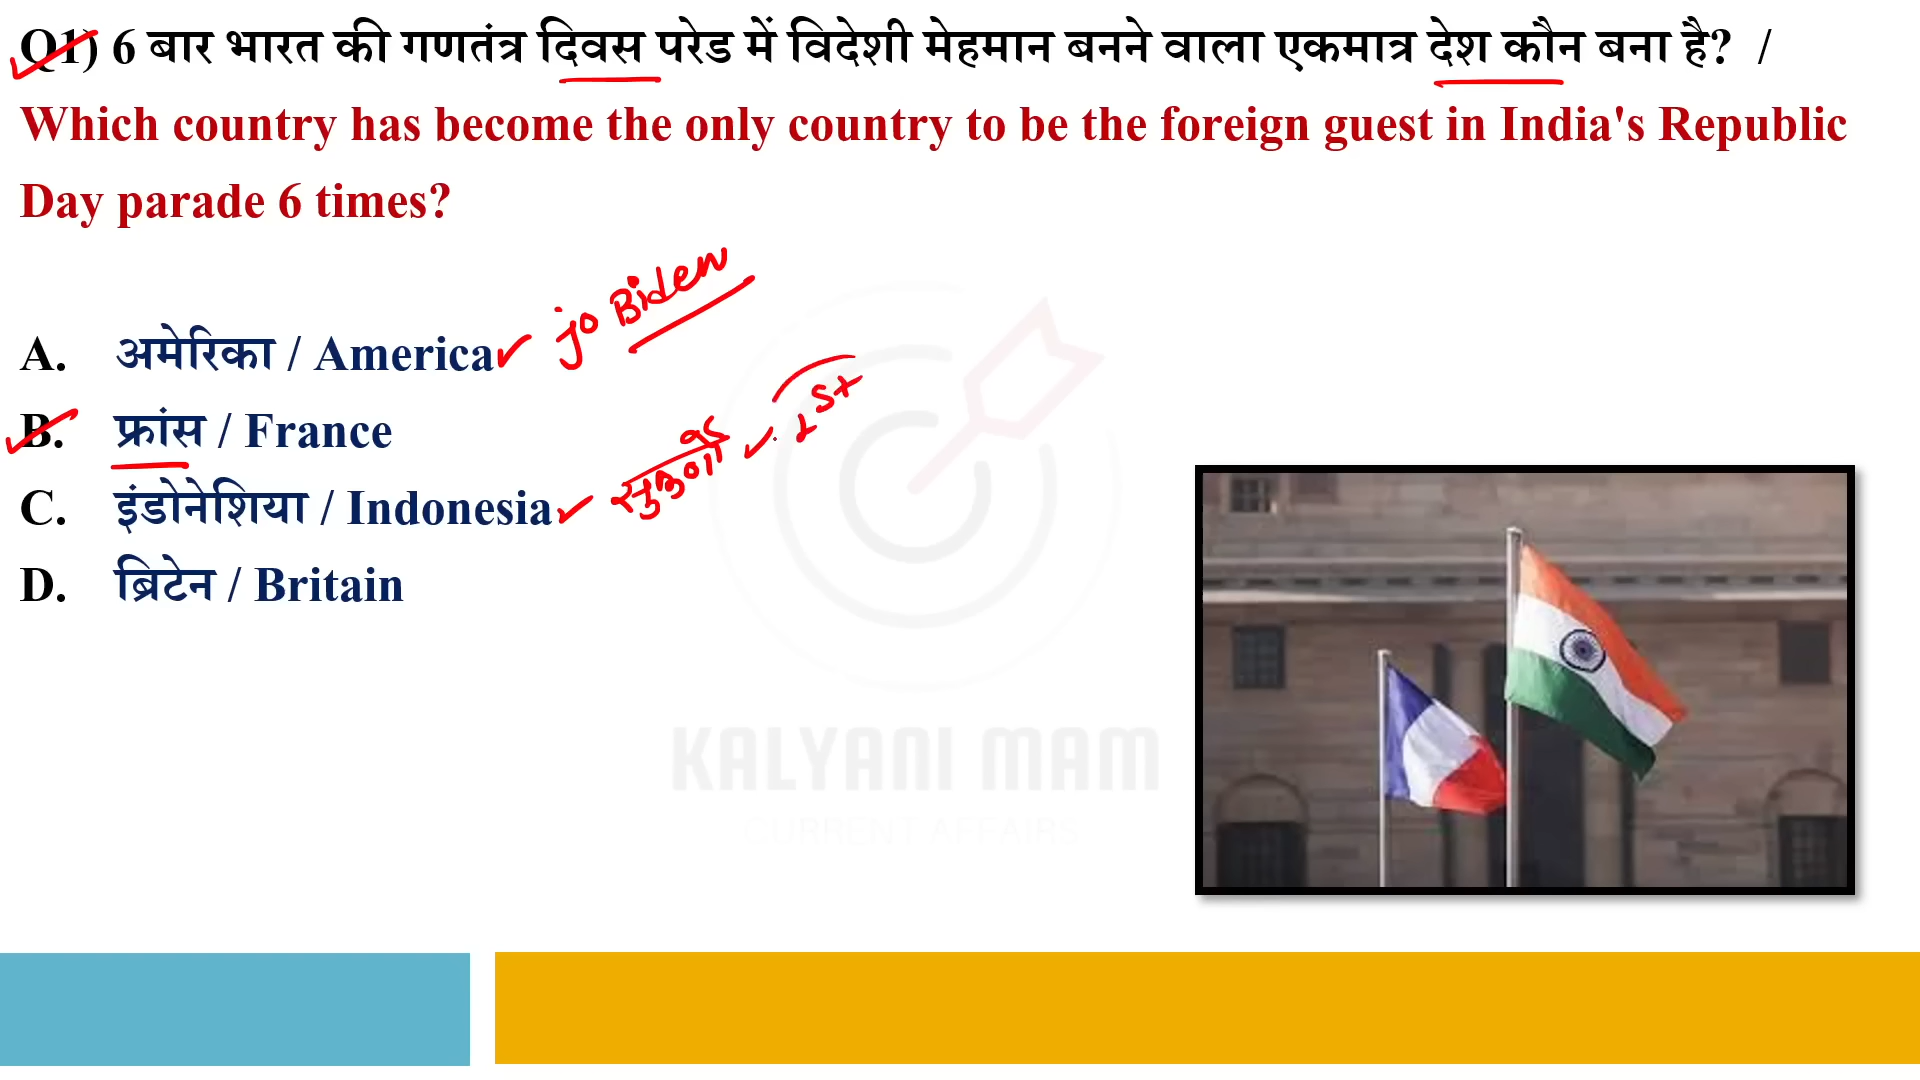 Q1) 6 बार भारत की गणतंत्र दिवस परेड में विदेशी मेहमान बनने वाला एकमात्र देश कौन बना है? /
Which country has become the only country to be the foreign guest in India's Republic
Day parade 6 times?
jo Biden
A. अमेरिका / America
1st
B. फ्रांस / France
सुकर्णो
C. इंडोनेशिया / Indonesia
D. ब्रिटेन / Britain
KALYANI MAM
CURRENT AFFAIRS